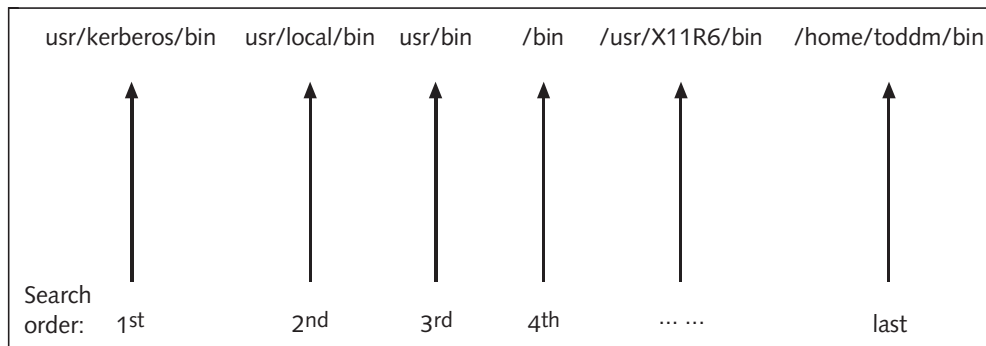 usr/kerberos/bin usr/local/bin usr/bin /bin /usr/X11R6/bin /home/toddm/bin
Search
order: 1st 2nd 3rd 4th ... ... last